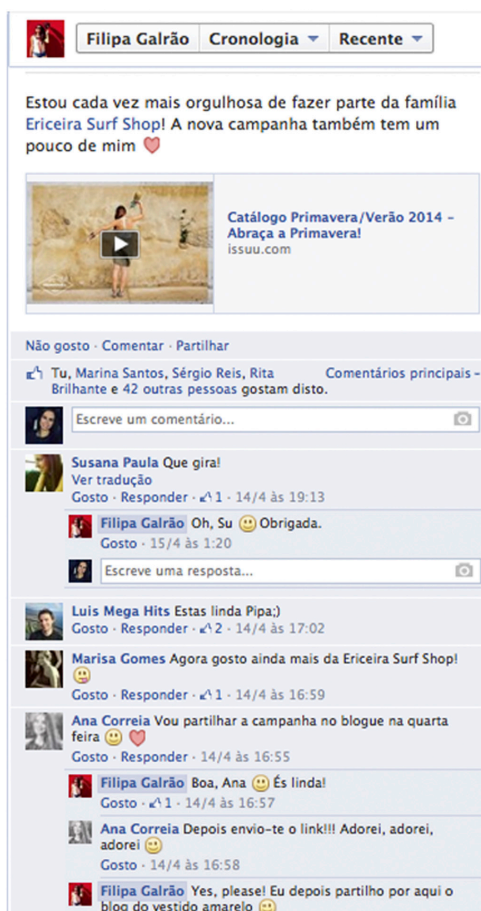 Filipa Galrão Cronologia Recente
Estou cada vez mais orgulhosa de fazer parte da família
Ericeira Surf Shop! A nova campanha também tem um
pouco de mim
Catálogo Primavera/Verão 2014 -
Abraça a Primavera!
issuu.com
Não gosto · Comentar · Partilhar
Tu, Marina Santos, Sérgio Reis, Rita
Brilhante e 42 outras pessoas gostam disto.
Comentários principais
Escreve um comentário...
Susana Paula Que gira!
Ver tradução
Gosto · Responder · 1 · 14/4 às 19:13
Filipa Galrão Oh, Su Obrigada.
Gosto · 15/4 às 1:20
Escreve uma resposta...
Luis Mega Hits Estas linda Pipa;)
Gosto · Responder · 2 · 14/4 às 17:02
Marisa Gomes Agora gosto ainda mais da Ericeira Surf Shop!
Gosto · Responder · 1 · 14/4 às 16:59
Ana Correia Vou partilhar a campanha no blogue na quarta
feira
Gosto · Responder · 14/4 às 16:55
Filipa Galrão Boa, Ana És linda!
Gosto · 1 · 14/4 às 16:57
Ana Correia Depois envio-te o link!!! Adorei, adorei,
adorei
Gosto · 14/4 às 16:58
Filipa Galrão Yes, please! Eu depois partilho por aqui o
blog do vestido amarelo